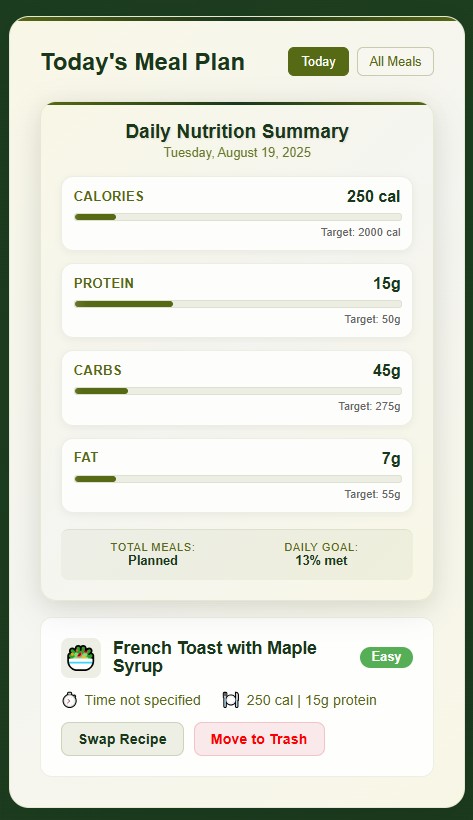 Today's Meal Plan
Today
All Meals
Daily Nutrition Summary
Tuesday, August 19, 2025
CALORIES 250 cal
Target: 2000 cal
PROTEIN 15g
Target: 50g
CARBS 45g
Target: 275g
FAT 7g
Target: 55g
TOTAL MEALS: DAILY GOAL:
Planned 13% met
French Toast with Maple
Syrup
Easy
Time not specified 250 cal | 15g protein
Swap Recipe Move to Trash